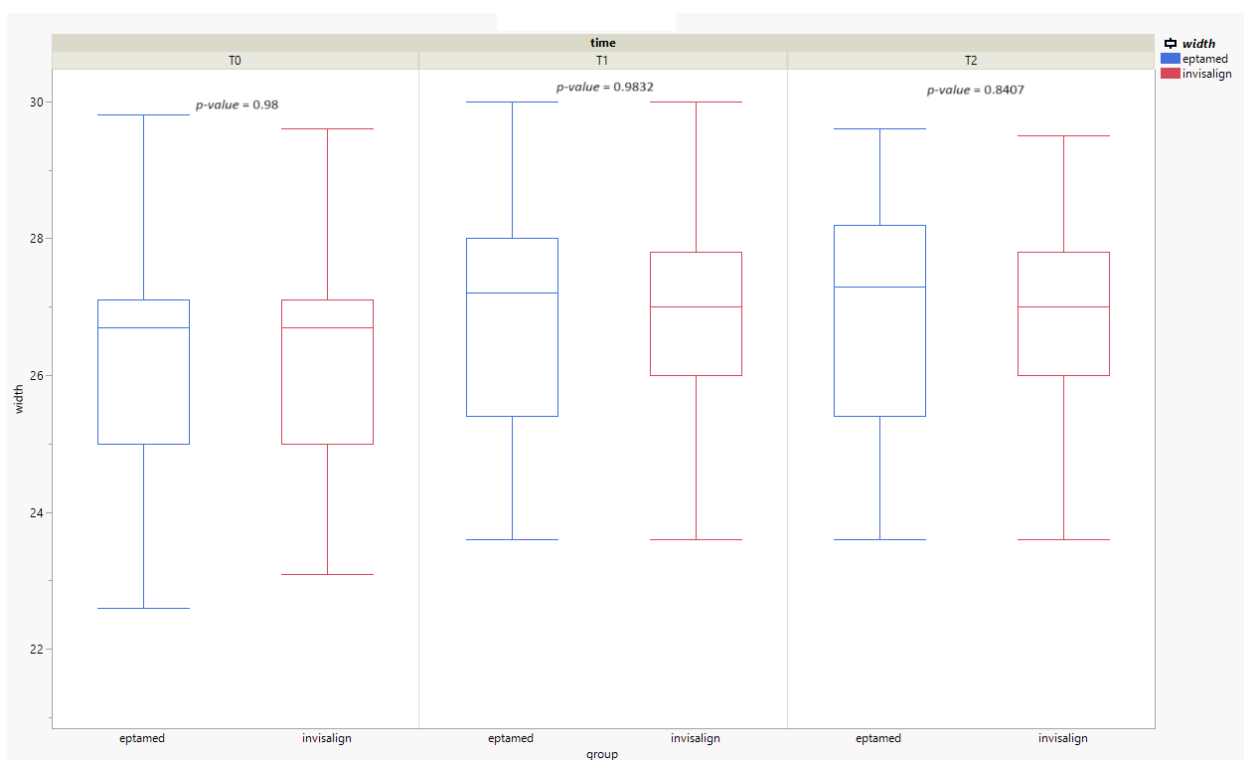 time
T0 T1 T2
width
eptamed
invisalign
p-value = 0.98
p-value = 0.9832
p-value = 0.8407
30
28
26
24
22
width
eptamed invisalign eptamed invisalign eptamed invisalign
group